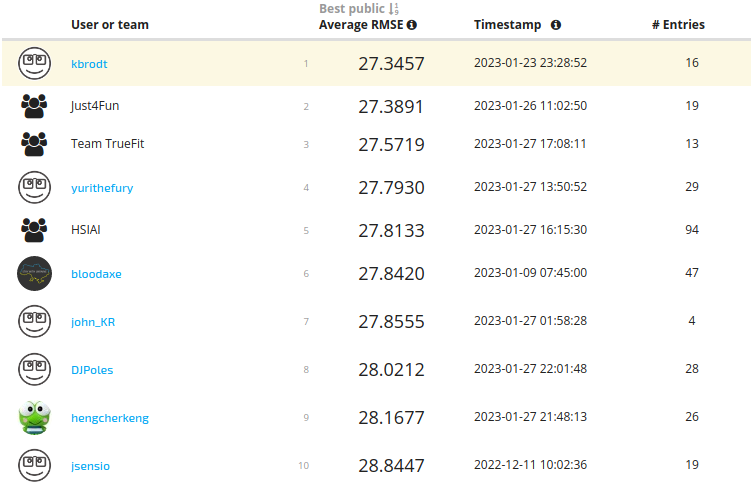 Best public
User or team Average RMSE Timestamp # Entries
kbrodt 1 27.3457 2023-01-23 23:28:52 16
Just4Fun 2 27.3891 2023-01-26 11:02:50 19
Team TrueFit 3 27.5719 2023-01-27 17:08:11 13
yurithefury 4 27.7930 2023-01-27 13:50:52 29
HSIAI 5 27.8133 2023-01-27 16:15:30 94
bloodaxe 6 27.8420 2023-01-09 07:45:00 47
john_KR 7 27.8555 2023-01-27 01:58:28 4
DJPoles 8 28.0212 2023-01-27 22:01:48 28
hengcherkeng 9 28.1677 2023-01-27 21:48:13 26
jsensio 10 28.8447 2022-12-11 10:02:36 19